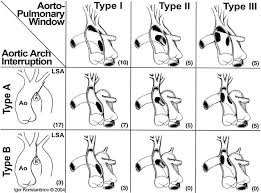 Aorto-
Pulmonary
Window
Type I
Type II
Type III
Aortic Arch
Interruption
(10)
(5)
(5)
Type A
LSA
Ao
(17)
(7)
(5)
(5)
Type B
LSA
Ao
(3)
(3)
(0)
(0)
Igor Konstantinov © 2004